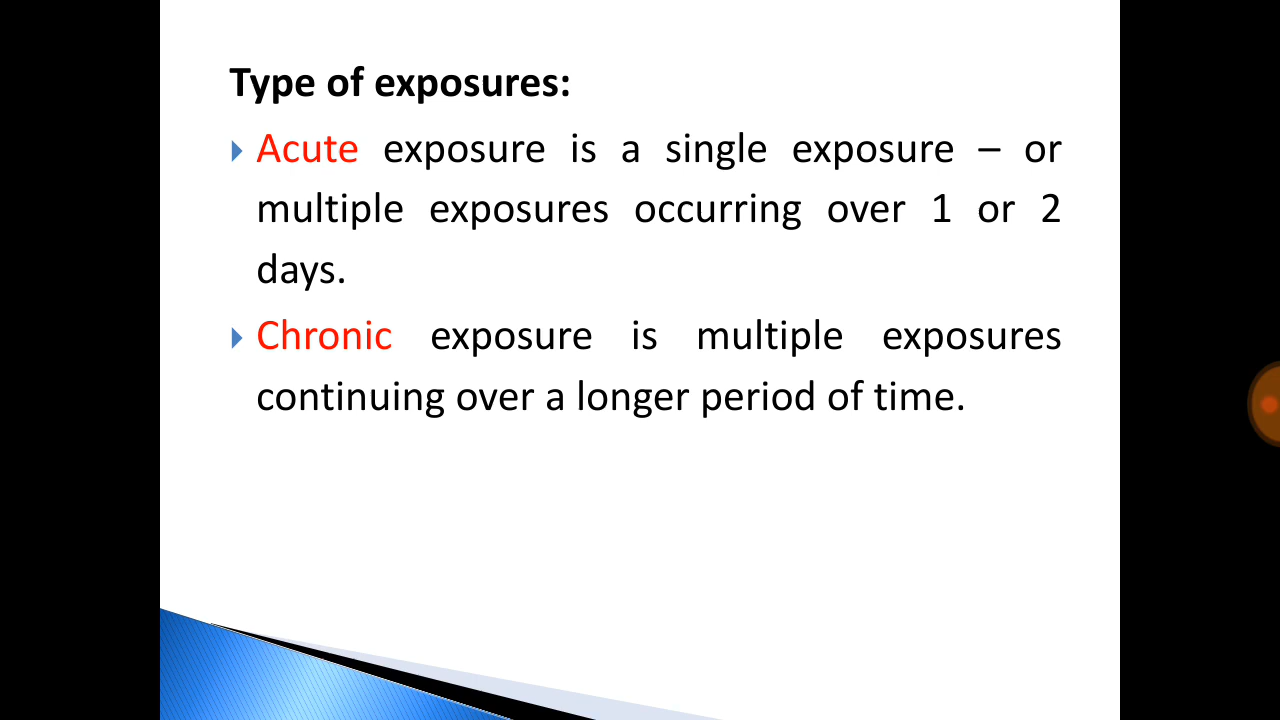 Type of exposures:
Acute exposure is a single exposure – or
multiple exposures occurring over 1 or 2
days.
Chronic exposure is multiple exposures
continuing over a longer period of time.